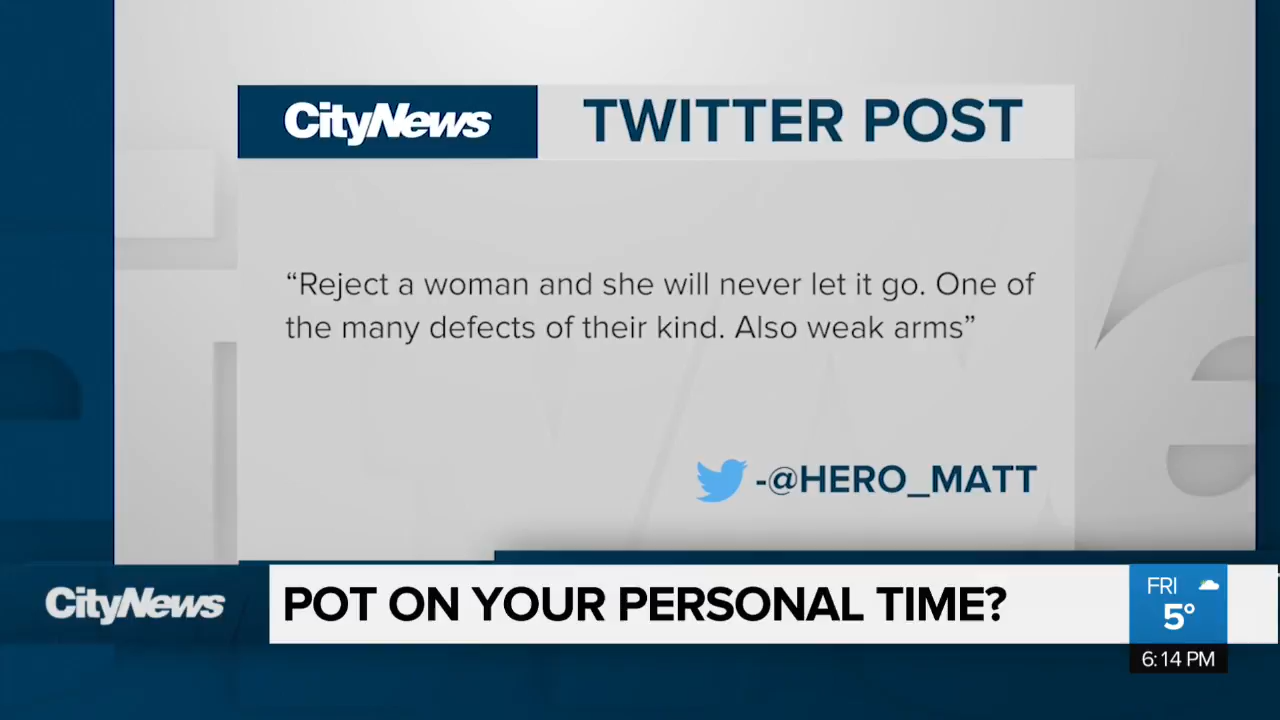 CityNews TWITTER POST
“Reject a woman and she will never let it go. One of
the many defects of their kind. Also weak arms”
-@HERO_MATT
CityNews POT ON YOUR PERSONAL TIME?
FRI
5°
6:14 PM